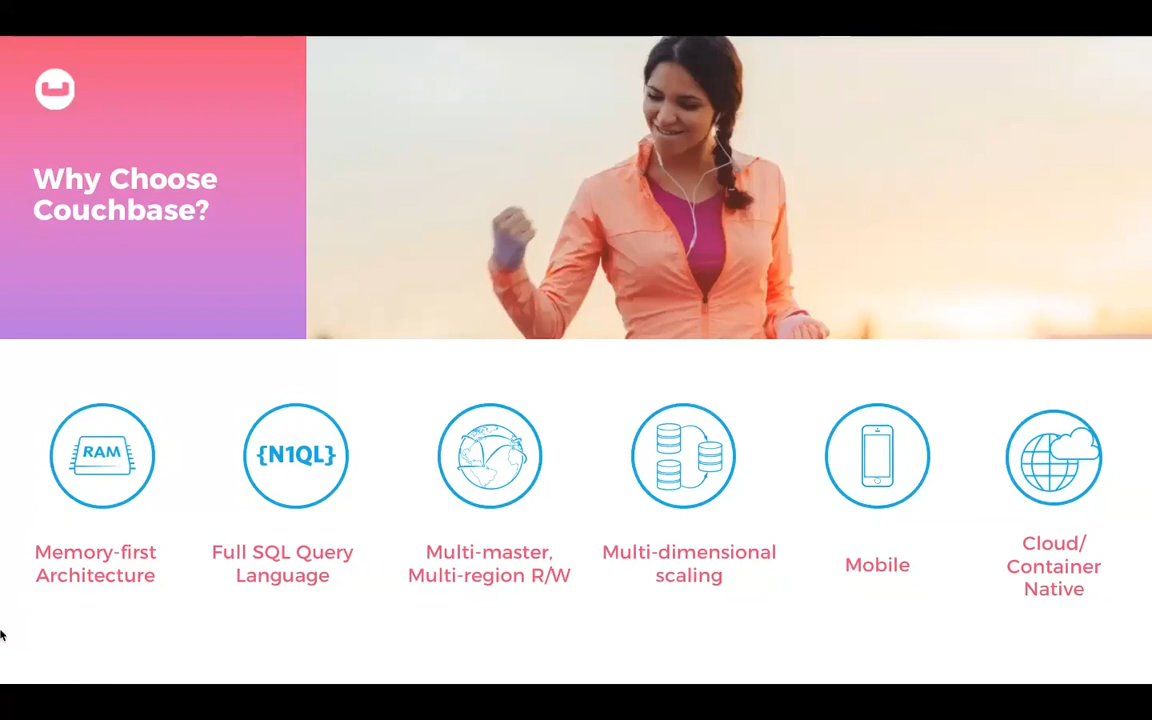 Why Choose
Couchbase?
RAM
{N1QL}
Memory-first
Architecture
Full SQL Query
Language
Multi-master,
Multi-region R/W
Multi-dimensional
scaling
Mobile
Cloud/
Container
Native